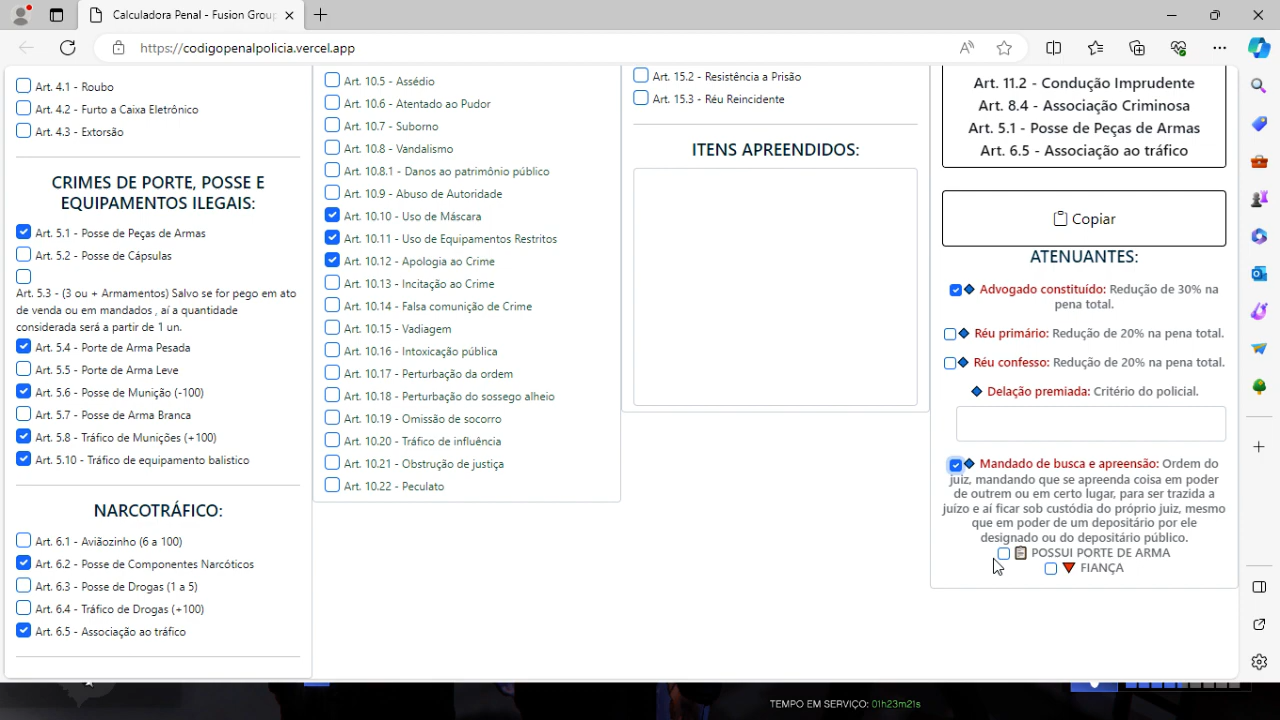 Calculadora Penal - Fusion Group
https://codigopenalpolicia.vercel.app
Art. 4.1 - Roubo
Art. 4.2 - Furto a Caixa Eletrônico
Art. 4.3 - Extorsão
CRIMES DE PORTE, POSSE E
EQUIPAMENTOS ILEGAIS:
Art. 5.1 - Posse de Peças de Armas
Art. 5.2 - Posse de Cápsulas
Art. 5.3 - (3 ou + Armamentos) Salvo se for pego em ato
de venda ou em mandados , aí a quantidade
considerada será a partir de 1 un.
Art. 5.4 - Porte de Arma Pesada
Art. 5.5 - Porte de Arma Leve
Art. 5.6 - Posse de Munição (-100)
Art. 5.7 - Posse de Arma Branca
Art. 5.8 - Tráfico de Munições (+100)
Art. 5.10 - Tráfico de equipamento balistico
NARCOTRÁFICO:
Art. 6.1 - Aviãozinho (6 a 100)
Art. 6.2 - Posse de Componentes Narcóticos
Art. 6.3 - Posse de Drogas (1 a 5)
Art. 6.4 - Tráfico de Drogas (+100)
Art. 6.5 - Associação ao tráfico
Art. 10.5 - Assédio
Art. 10.6 - Atentado ao Pudor
Art. 10.7 - Suborno
Art. 10.8 - Vandalismo
Art. 10.8.1 - Danos ao patrimônio público
Art. 10.9 - Abuso de Autoridade
Art. 10.10 - Uso de Máscara
Art. 10.11 - Uso de Equipamentos Restritos
Art. 10.12 - Apologia ao Crime
Art. 10.13 - Incitação ao Crime
Art. 10.14 - Falsa comunição de Crime
Art. 10.15 - Vadiagem
Art. 10.16 - Intoxicação pública
Art. 10.17 - Perturbação da ordem
Art. 10.18 - Perturbação do sossego alheio
Art. 10.19 - Omissão de socorro
Art. 10.20 - Tráfico de influência
Art. 10.21 - Obstrução de justiça
Art. 10.22 - Peculato
Art. 15.2 - Resistência a Prisão
Art. 15.3 - Réu Reincidente
ITENS APREENDIDOS:
Art. 11.2 - Condução Imprudente
Art. 8.4 - Associação Criminosa
Art. 5.1 - Posse de Peças de Armas
Art. 6.5 - Associação ao tráfico
Copiar
ATENUANTES:
Advogado constituído: Redução de 30% na
pena total.
Réu primário: Redução de 20% na pena total.
Réu confesso: Redução de 20% na pena total.
Delação premiada: Critério do policial.
Mandado de busca e apreensão: Ordem do
juiz, mandando que se apreenda coisa em poder
de outrem ou em certo lugar, para ser trazida a
juízo e aí ficar sob custódia do próprio juiz, mesmo
que em poder de um depositário por ele
designado ou do depositário público.
POSSUI PORTE DE ARMA
FIANÇA
TEMPO EM SERVIÇO: 01h23m21s